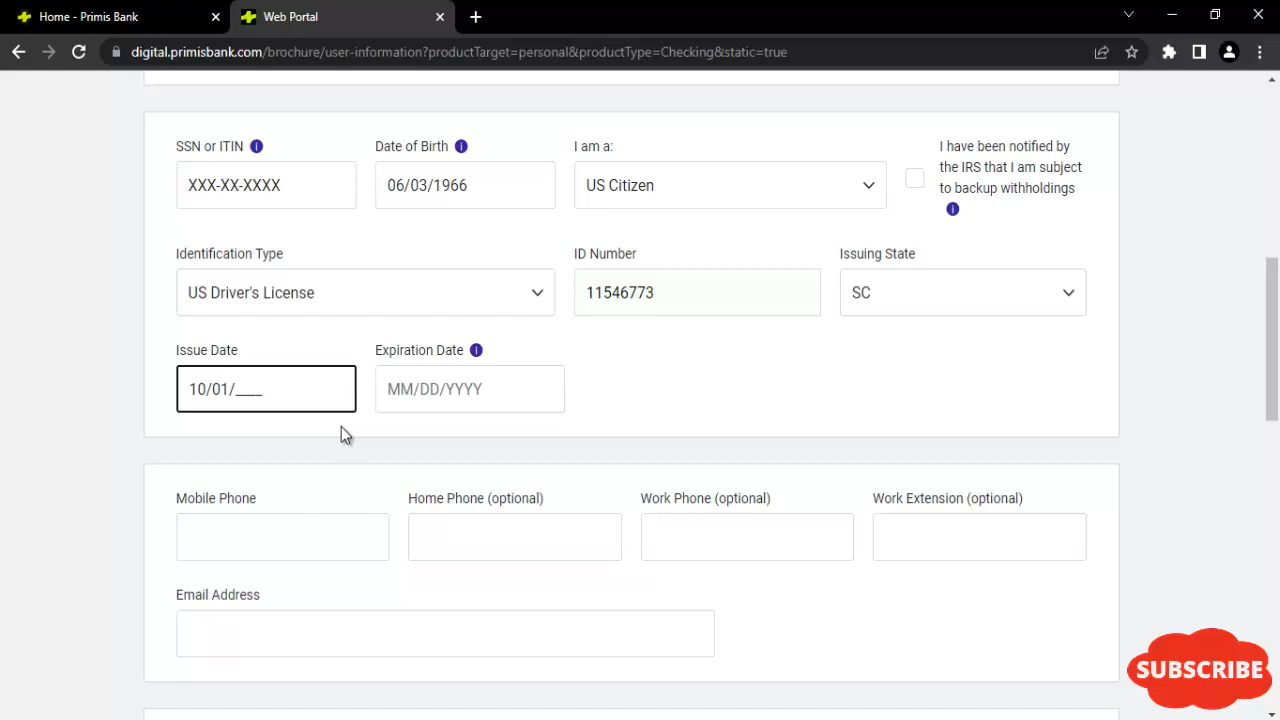 Home - Primis Bank
Web Portal
digital.primisbank.com/brochure/user-information?productTarget=personal&productType=Checking&static=true
SSN or ITIN
Date of Birth
I am a:
I have been notified by
the IRS that I am subject
to backup withholdings
XXX-XX-XXXX
06/03/1966
US Citizen
Identification Type
ID Number
Issuing State
US Driver's License
11546773
SC
Issue Date
Expiration Date
10/01/____
MM/DD/YYYY
Mobile Phone
Home Phone (optional)
Work Phone (optional)
Work Extension (optional)
Email Address
SUBSCRIBE